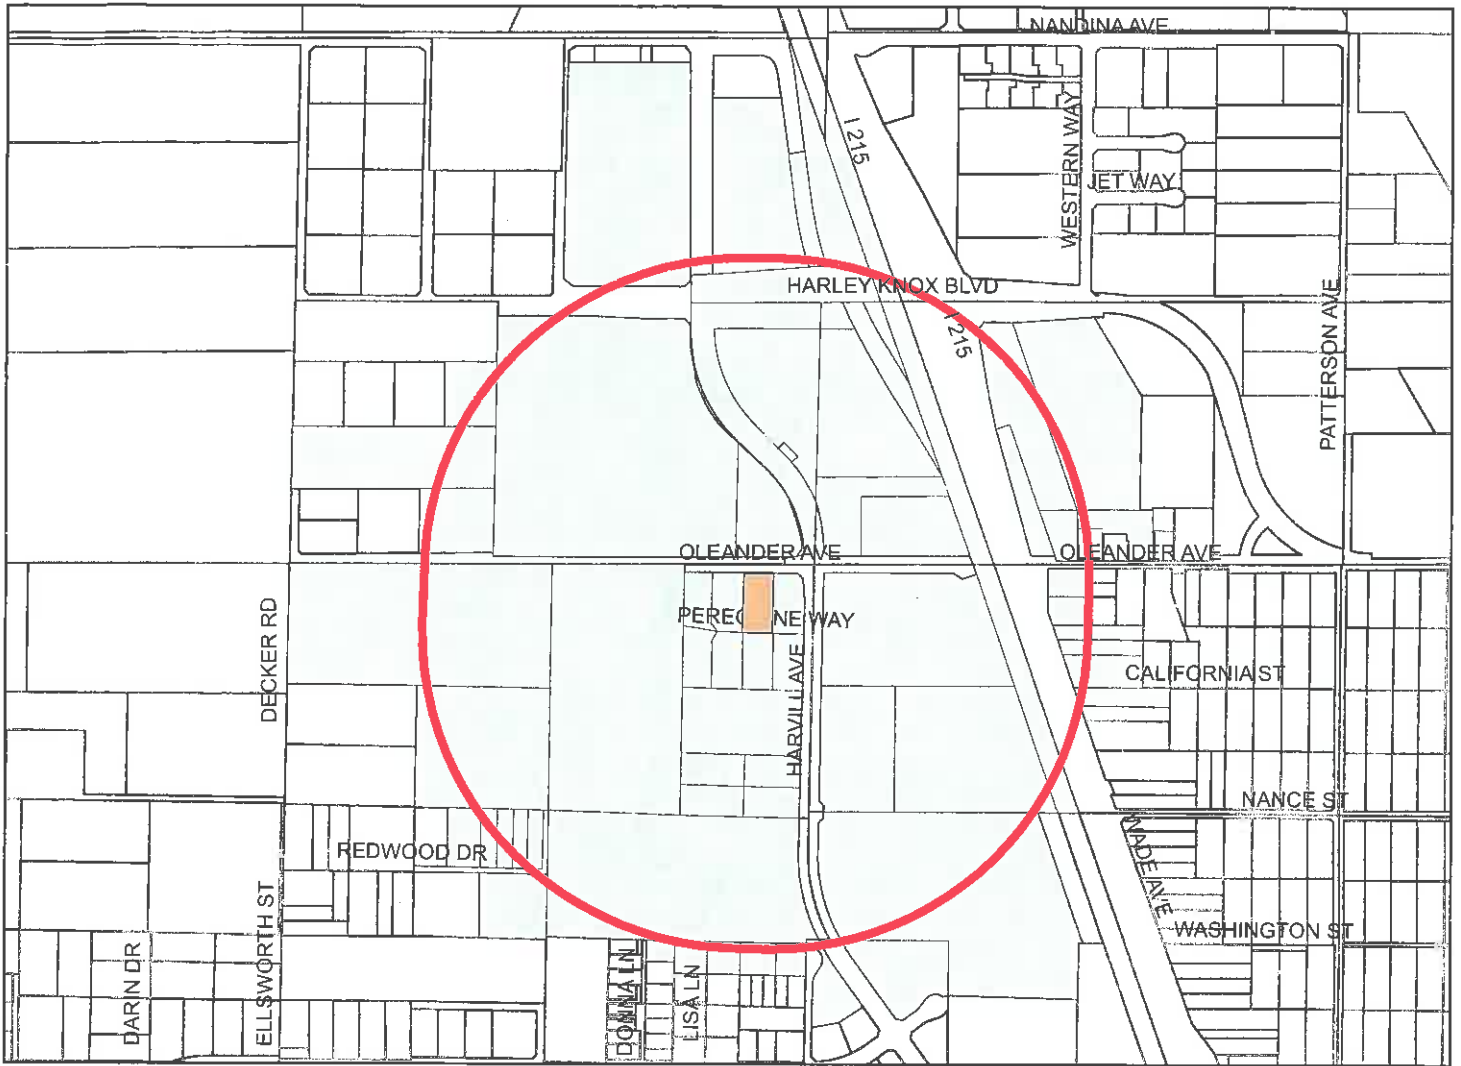 NANDINA AVE
I 215
WESTERN WAY
JET WAY
HARLEY KNOX BLVD
I 215
PATTERSON AVE
OLEANDER AVE
OLEANDER AVE
PEREG NE WAY
DECKER RD
CALIFORNIA ST
HARVILL AVE
NANCE ST
REDWOOD DR
WADE AVE
WASHINGTON ST
ELLSWORTH ST
DARIN DR
DONNA LN
LISA LN